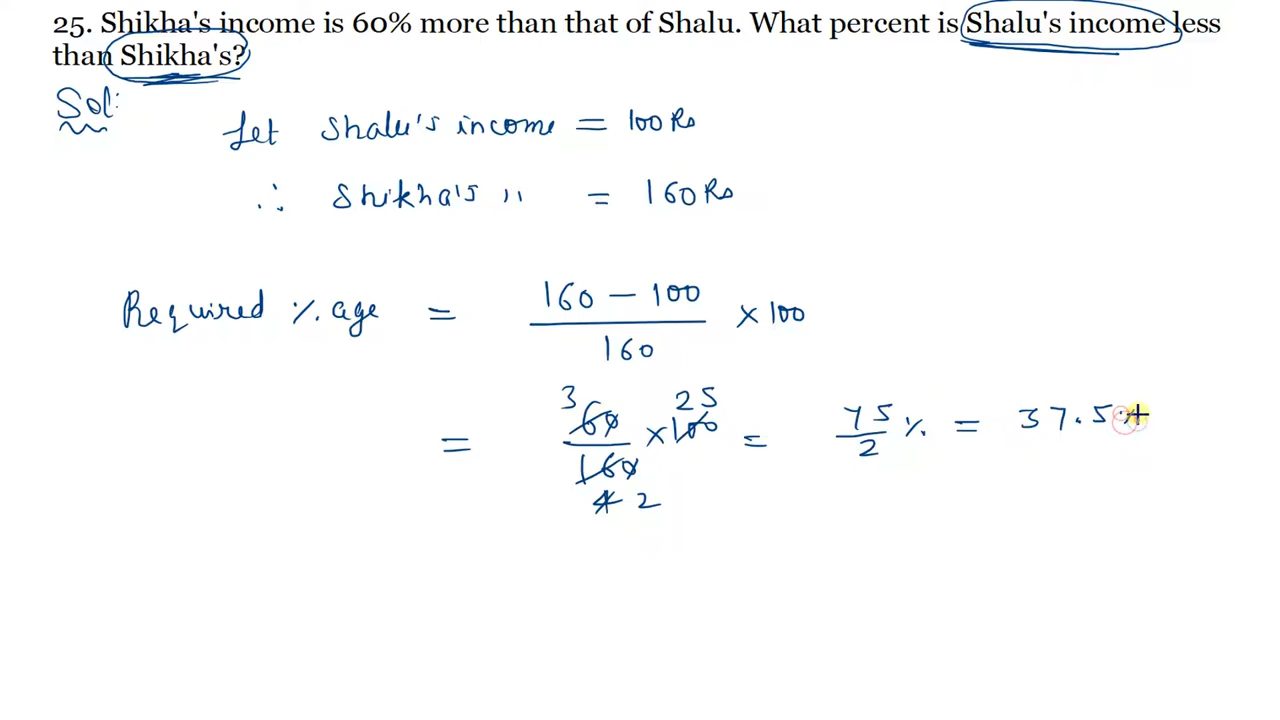 25. Shikha's income is 60% more than that of Shalu. What percent is Shalu's income less
than Shikha's?
Sol:
Let Shalu's income = 100 Rs
∴ Shikha's " = 160 Rs
Required %age = 160 - 100 / 160 × 100
= 3 60 / 160 4 2 × 100 25 = 75/2 % = 37.5%